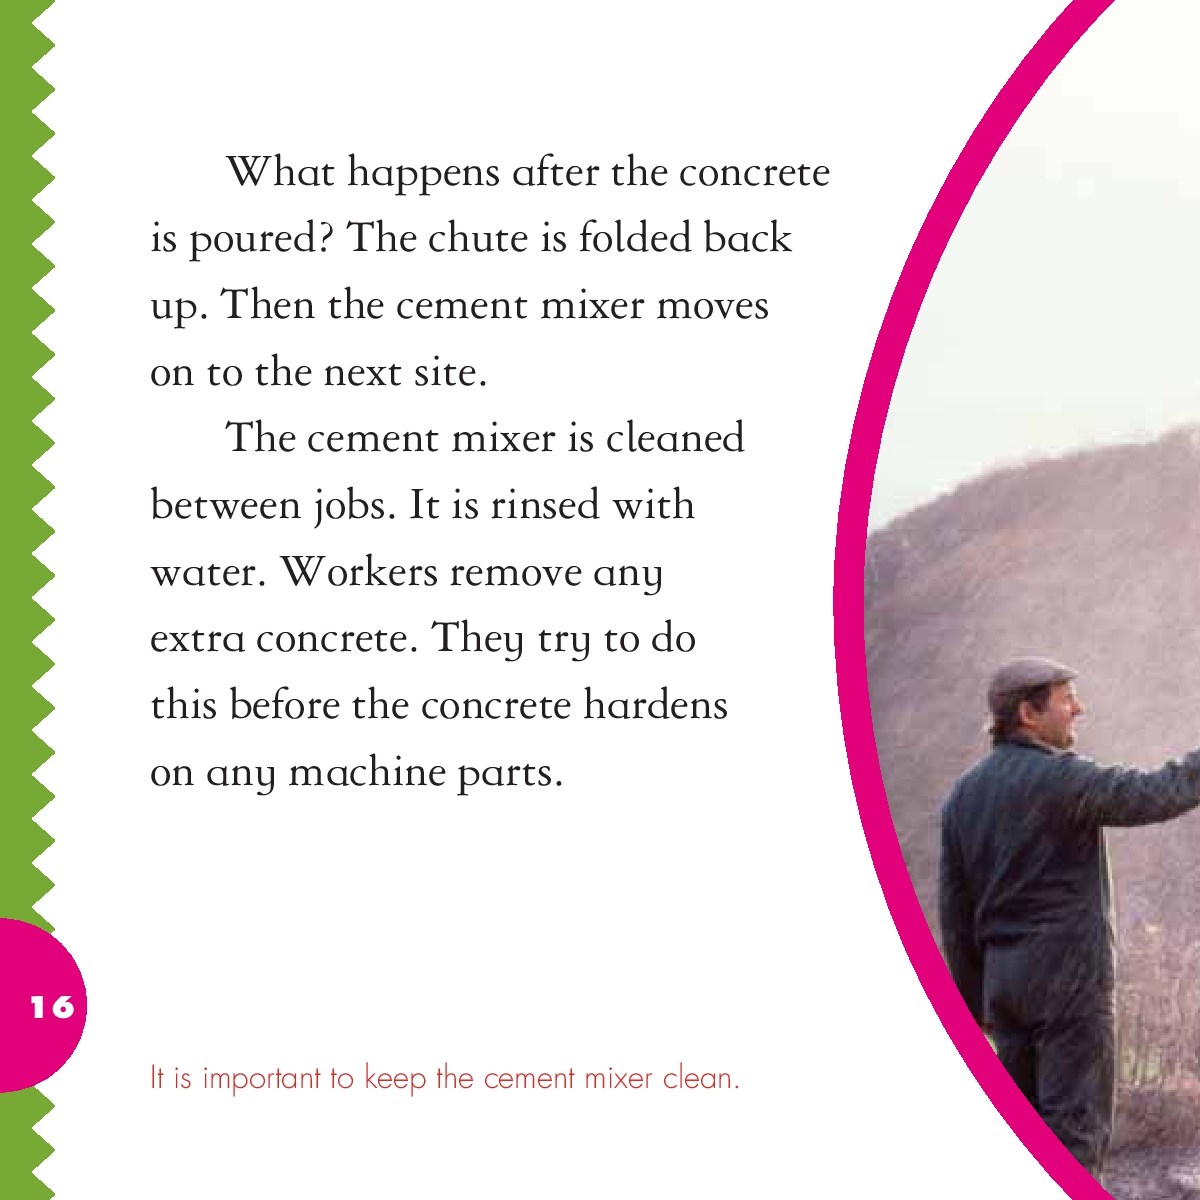 What happens after the concrete
is poured? The chute is folded back
up. Then the cement mixer moves
on to the next site.
The cement mixer is cleaned
between jobs. It is rinsed with
water. Workers remove any
extra concrete. They try to do
this before the concrete hardens
on any machine parts.
16
It is important to keep the cement mixer clean.